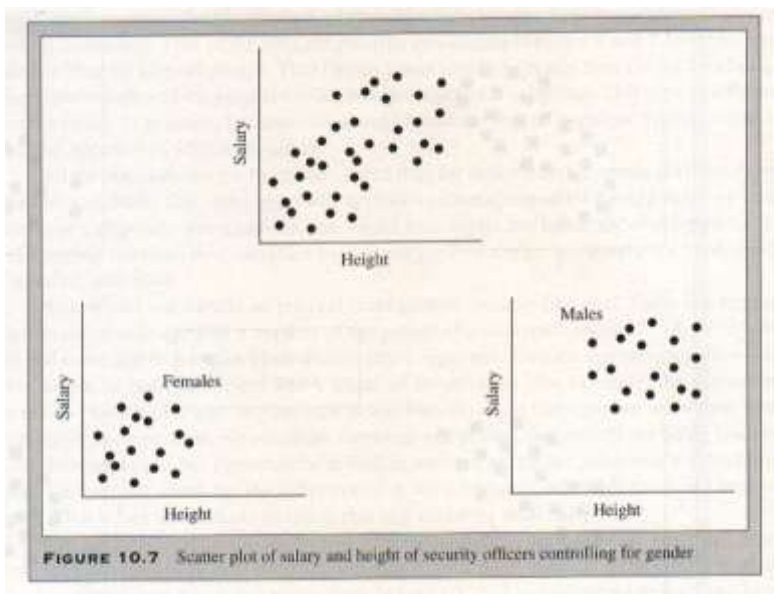 Salary
Height
Females
Salary
Height
Males
Salary
Height
FIGURE 10.7 Scatter plot of salary and height of security officers controlling for gender